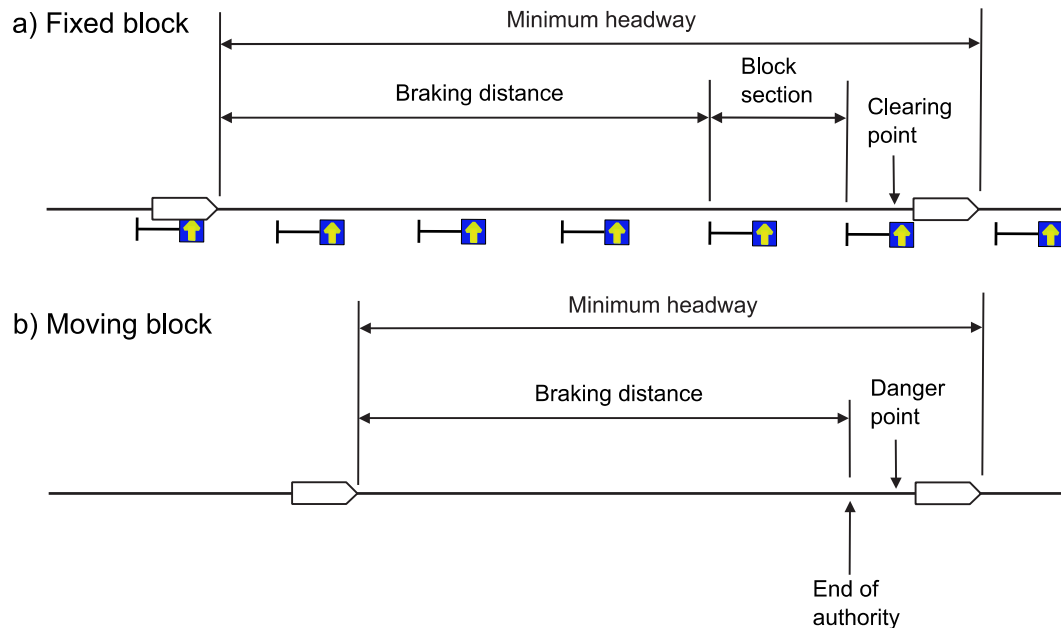 a) Fixed block
Minimum headway
Braking distance
Block
section
Clearing
point
b) Moving block
Minimum headway
Braking distance
Danger
point
End of
authority